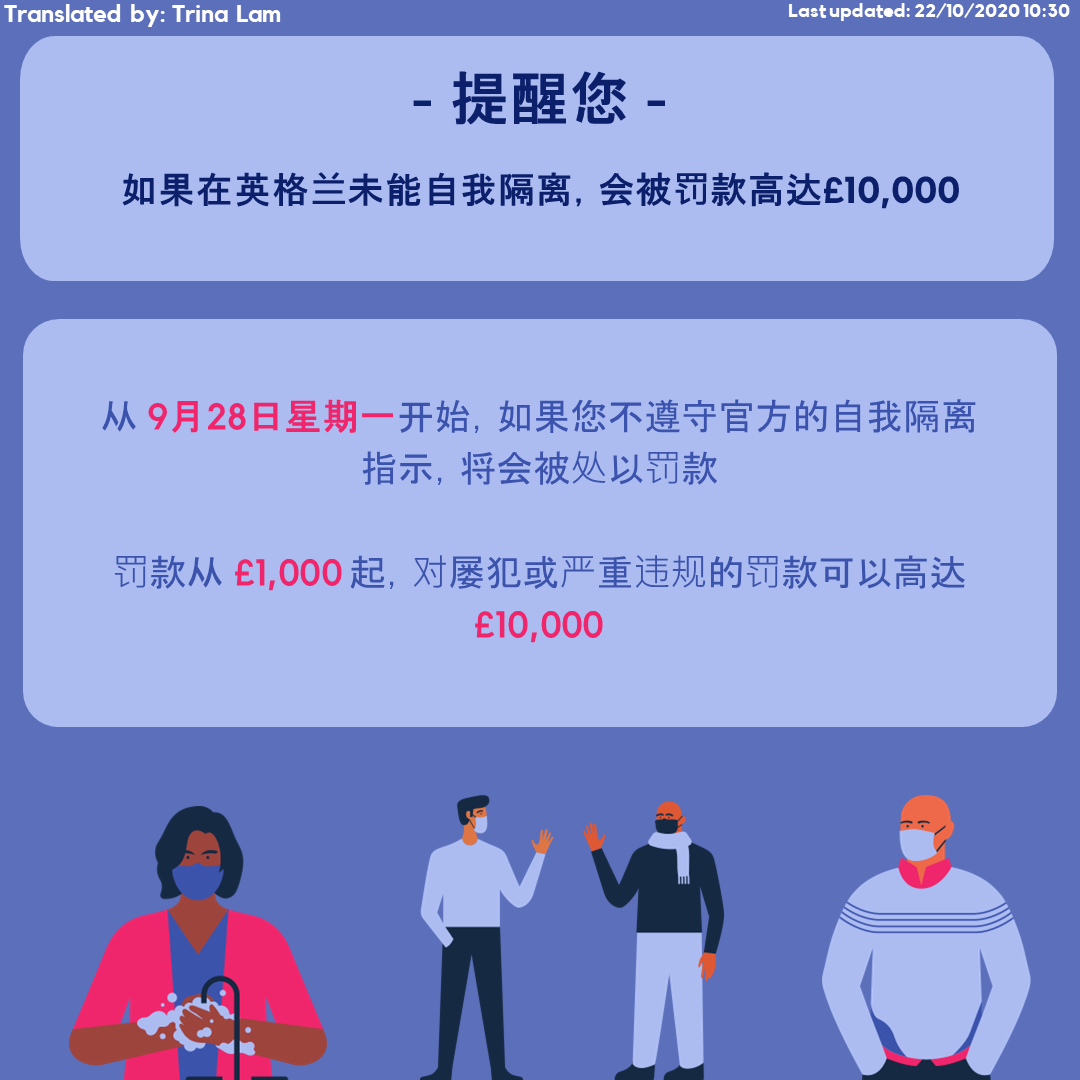 Translated by: Trina Lam
Last updated: 22/10/2020 10:30
- 提醒您 -
如果在英格兰未能自我隔离, 会被罚款高达£10,000
从 9月28日星期一开始, 如果您不遵守官方的自我隔离
指示, 将会被处以罚款
罚款从 £1,000 起, 对屡犯或严重违规的罚款可以高达
£10,000